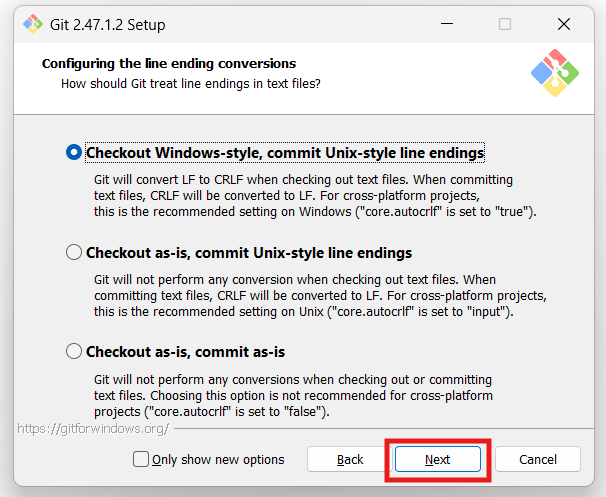 Git 2.47.1.2 Setup
Configuring the line ending conversions
How should Git treat line endings in text files?
Checkout Windows-style, commit Unix-style line endings
Git will convert LF to CRLF when checking out text files. When committing
text files, CRLF will be converted to LF. For cross-platform projects,
this is the recommended setting on Windows ("core.autocrlf" is set to "true").
Checkout as-is, commit Unix-style line endings
Git will not perform any conversion when checking out text files. When
committing text files, CRLF will be converted to LF. For cross-platform projects,
this is the recommended setting on Unix ("core.autocrlf" is set to "input").
Checkout as-is, commit as-is
Git will not perform any conversions when checking out or committing
text files. Choosing this option is not recommended for cross-platform
projects ("core.autocrlf" is set to "false").
https://gitforwindows.org/
Only show new options
Back
Next
Cancel